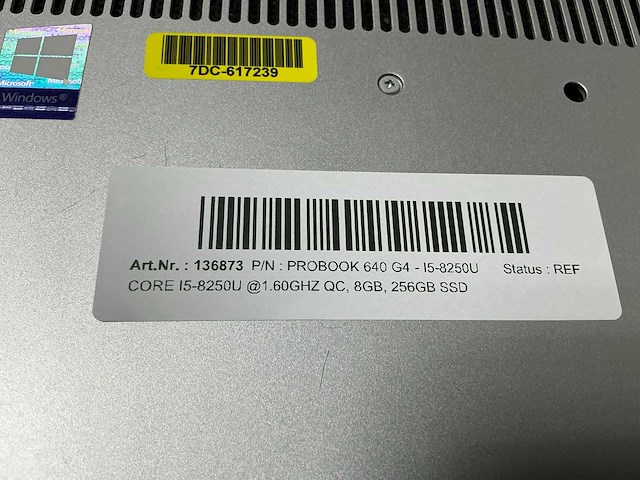 7DC-617239
Microsoft
Windows®
Art.Nr. : 136873 P/N : PROBOOK 640 G4 - I5-8250U Status : REF
CORE I5-8250U @1.60GHZ QC, 8GB, 256GB SSD